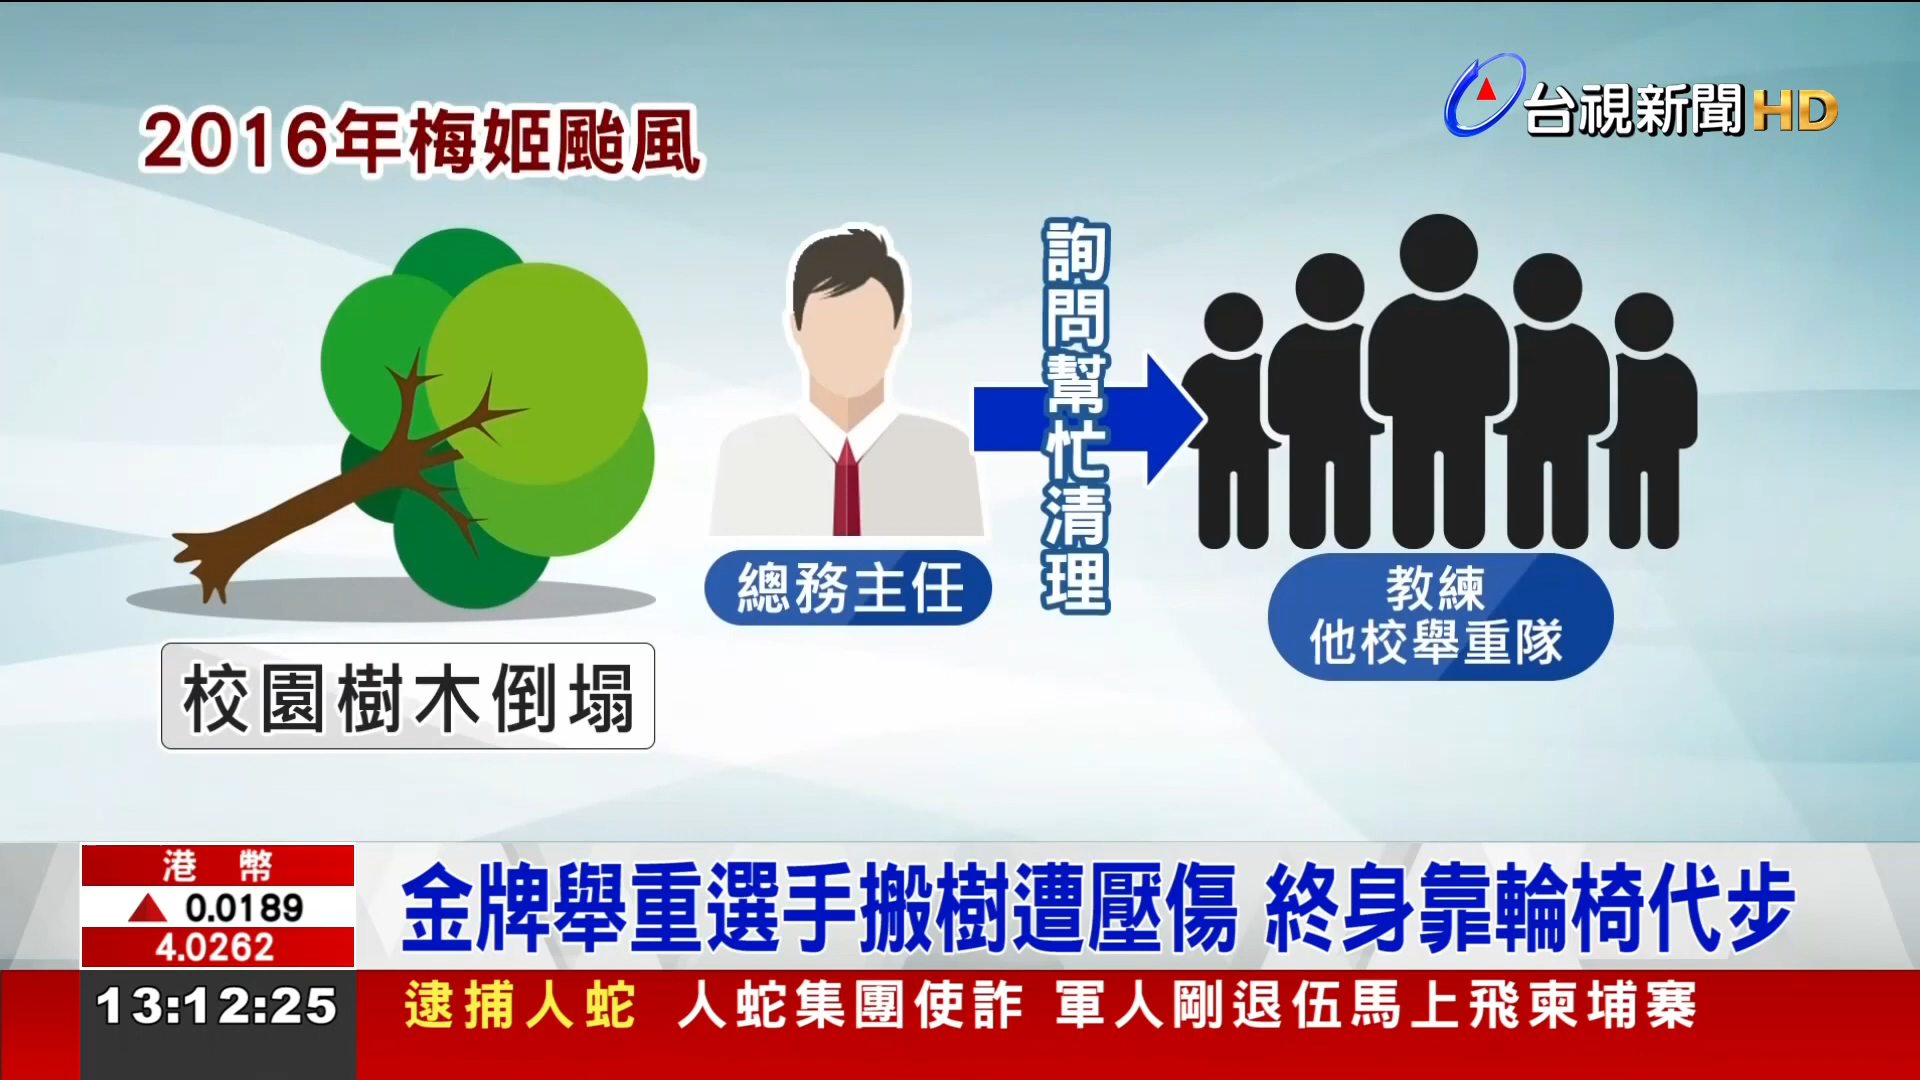 2016年梅姬颱風
台視新聞HD
詢問幫忙清理
總務主任
教練
他校舉重隊
校園樹木倒塌
港幣
▲ 0.0189
4.0262
金牌舉重選手搬樹遭壓傷 終身靠輪椅代步
13:12:25
逮捕人蛇 人蛇集團使詐 軍人剛退伍馬上飛柬埔寨